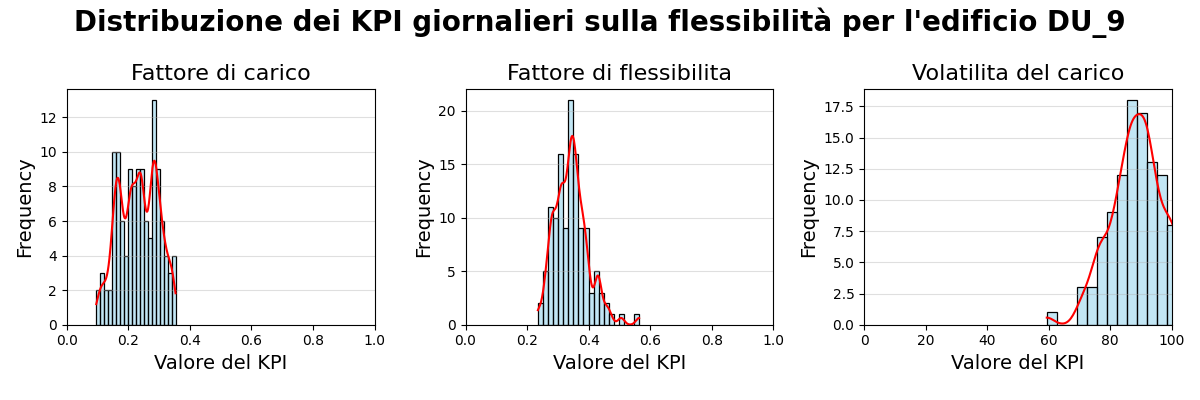 Distribuzione dei KPI giornalieri sulla flessibilità per l'edificio DU_9
Fattore di carico
Frequency
12
10
8
6
4
2
0
0.0 0.2 0.4 0.6 0.8 1.0
Valore del KPI
Fattore di flessibilita
Frequency
20
15
10
5
0
0.0 0.2 0.4 0.6 0.8 1.0
Valore del KPI
Volatilita del carico
Frequency
17.5
15.0
12.5
10.0
7.5
5.0
2.5
0.0
0 20 40 60 80 100
Valore del KPI